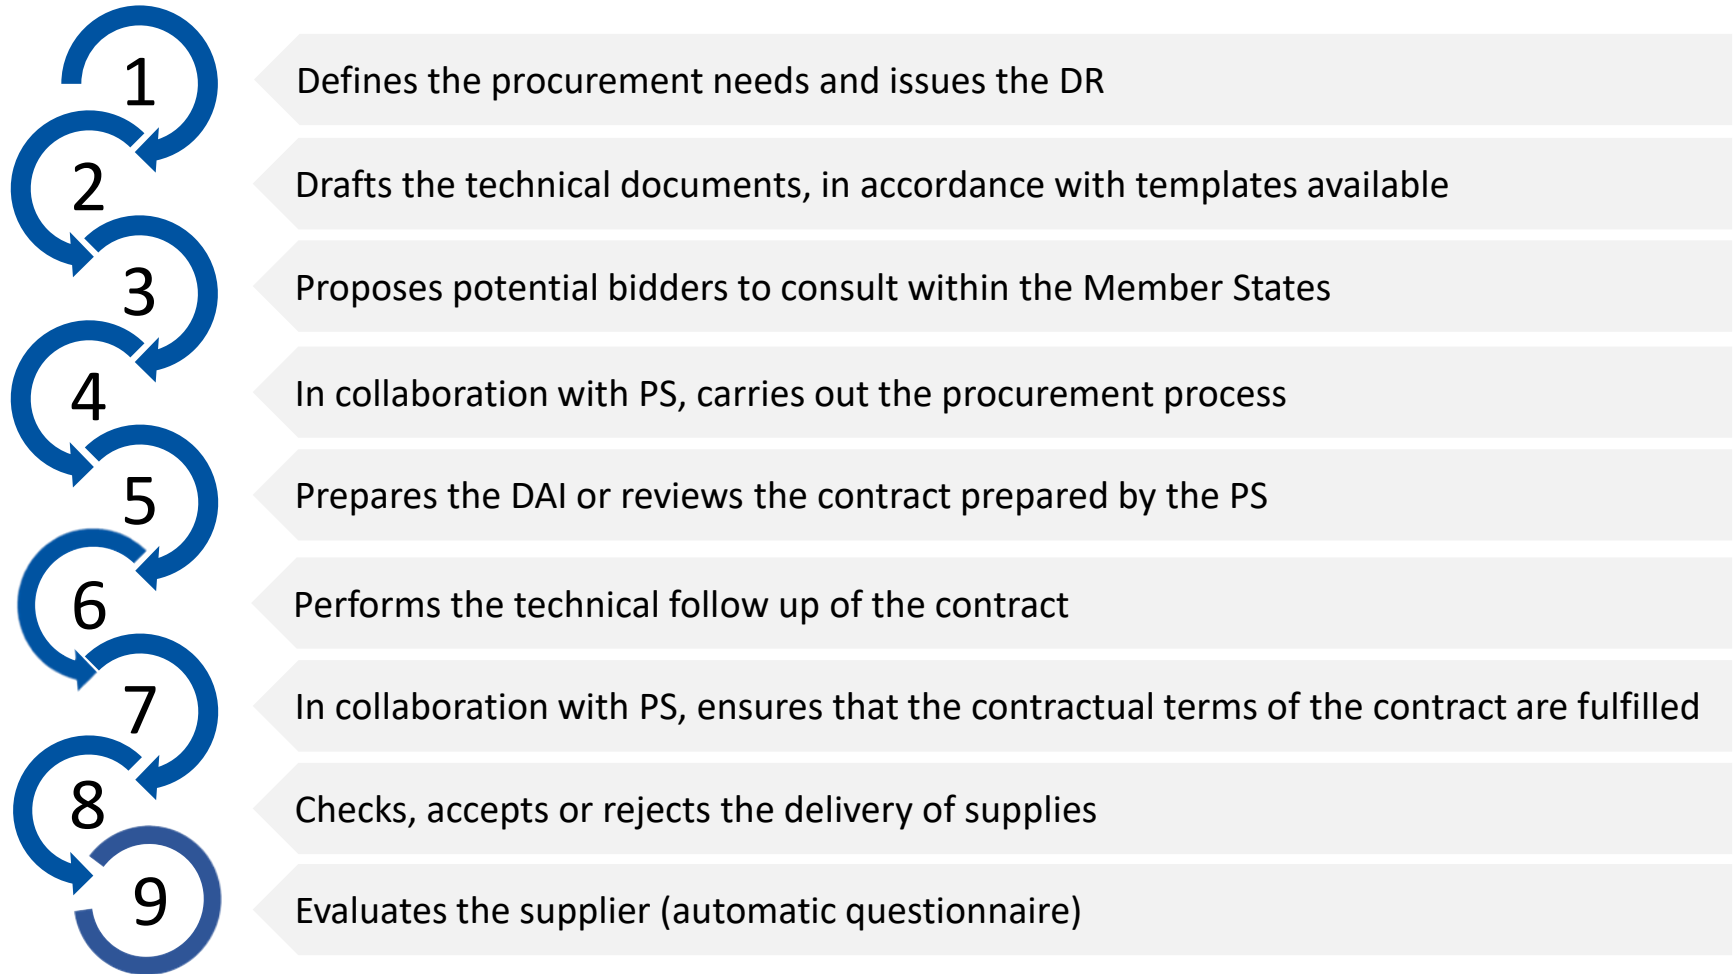 1
Defines the procurement needs and issues the DR
2
Drafts the technical documents, in accordance with templates available
3
Proposes potential bidders to consult within the Member States
4
In collaboration with PS, carries out the procurement process
5
Prepares the DAI or reviews the contract prepared by the PS
6
Performs the technical follow up of the contract
7
In collaboration with PS, ensures that the contractual terms of the contract are fulfilled
8
Checks, accepts or rejects the delivery of supplies
9
Evaluates the supplier (automatic questionnaire)